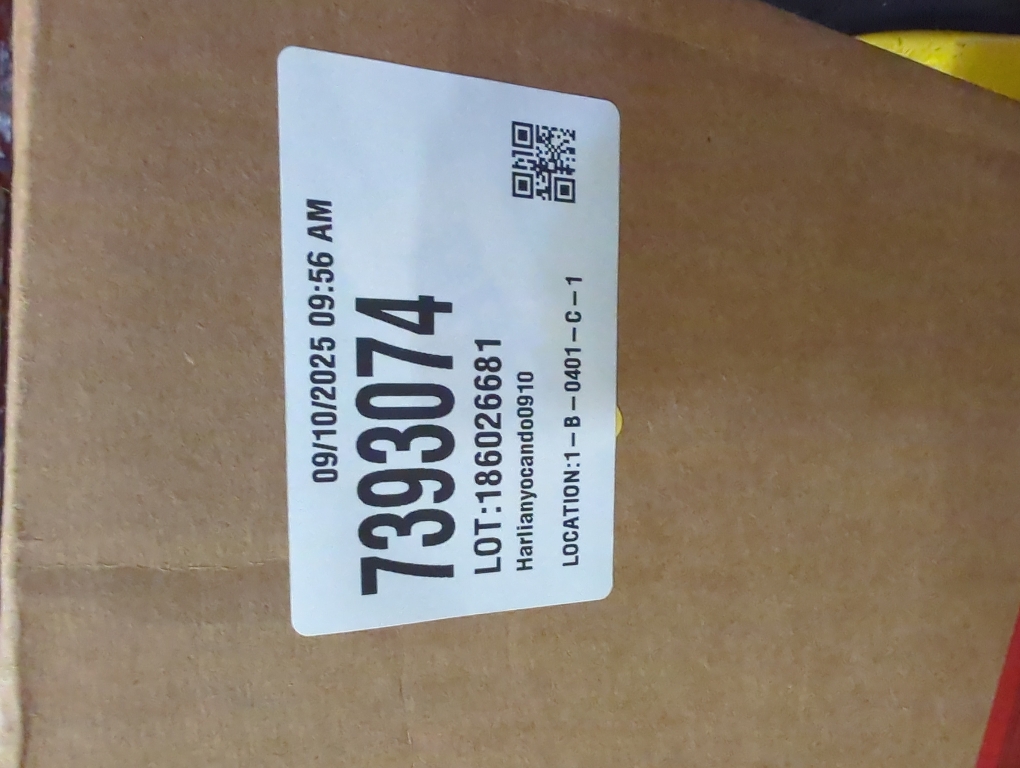 09/10/2025 09:56 AM
7393074
LOT:186026681
Harlianyocando0910
LOCATION:1-B-0401-C-1